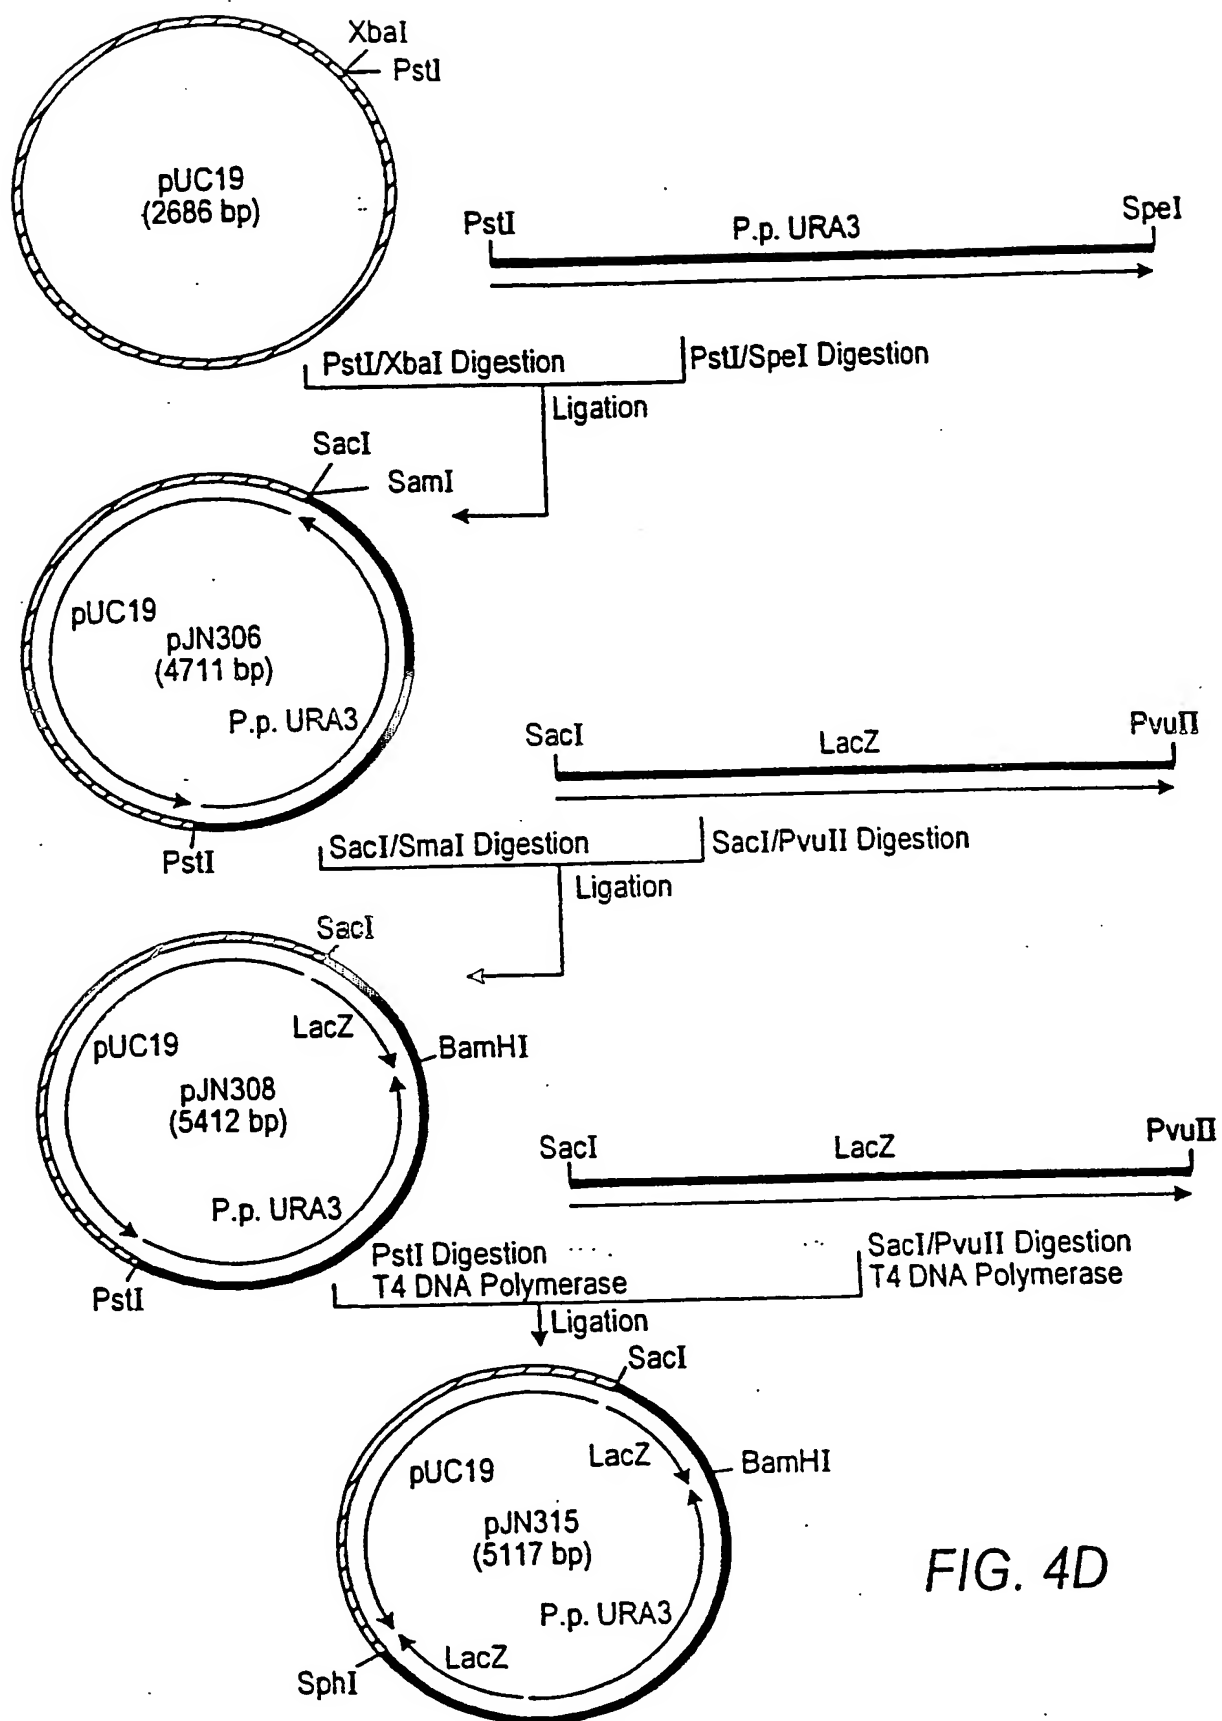 XbaI
PstI
pUC19
(2686 bp)
PstI
P.p. URA3
SpeI
PstI/XbaI Digestion
PstI/SpeI Digestion
Ligation
SacI
SamI
pUC19
pJN306
(4711 bp)
P.p. URA3
PstI
SacI
LacZ
PvuII
SacI/SmaI Digestion
SacI/PvuII Digestion
Ligation
SacI
LacZ
pUC19
BamHI
pJN308
(5412 bp)
P.p. URA3
PstI
SacI
LacZ
PvuII
PstI Digestion
T4 DNA Polymerase
SacI/PvuII Digestion
T4 DNA Polymerase
Ligation
SacI
LacZ
BamHI
pUC19
pJN315
(5117 bp)
P.p. URA3
LacZ
SphI
FIG. 4D